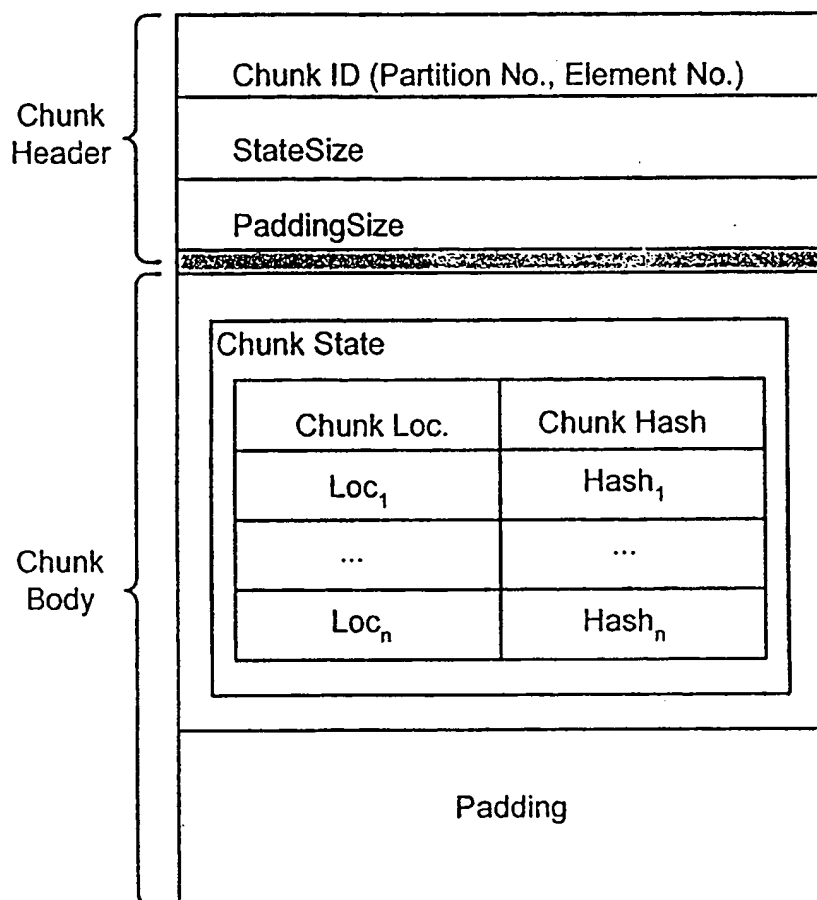 Chunk Header
Chunk ID (Partition No., Element No.)
StateSize
PaddingSize
Chunk Body
Chunk State
Chunk Loc. Chunk Hash
Loc₁ Hash₁
... ...
Locₙ Hashₙ
Padding